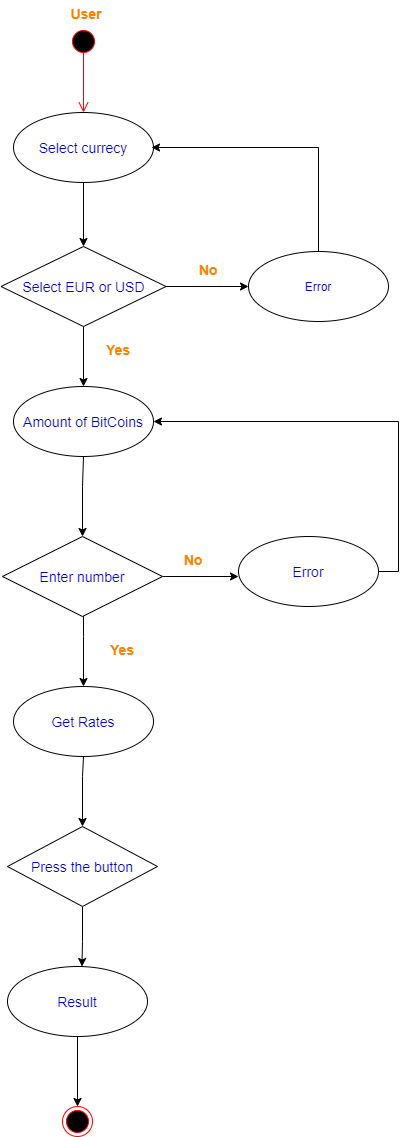 User
Select currecy
Select EUR or USD
No
Error
Yes
Amount of BitCoins
Enter number
No
Error
Yes
Get Rates
Press the button
Result